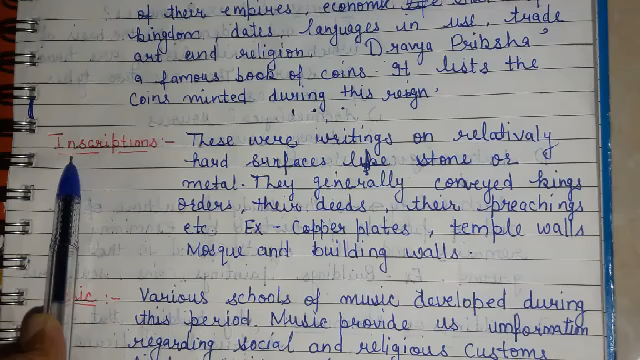 of their empires, economic
kingdom dates, languages in use, trade
art and religion. Dravya Priksha
a famous book of coins. It lists the
coins minted during this reign.
Inscriptions :- These were writings on relativaly
hard surfaces like stone or
metal. They generally conveyed kings
orders, their deeds, their preachings
etc. Ex - Copper plates, temple walls
Mosque and building walls.
:- Various schools of music developed during
this period. Music provide us information
regarding social and religious customs